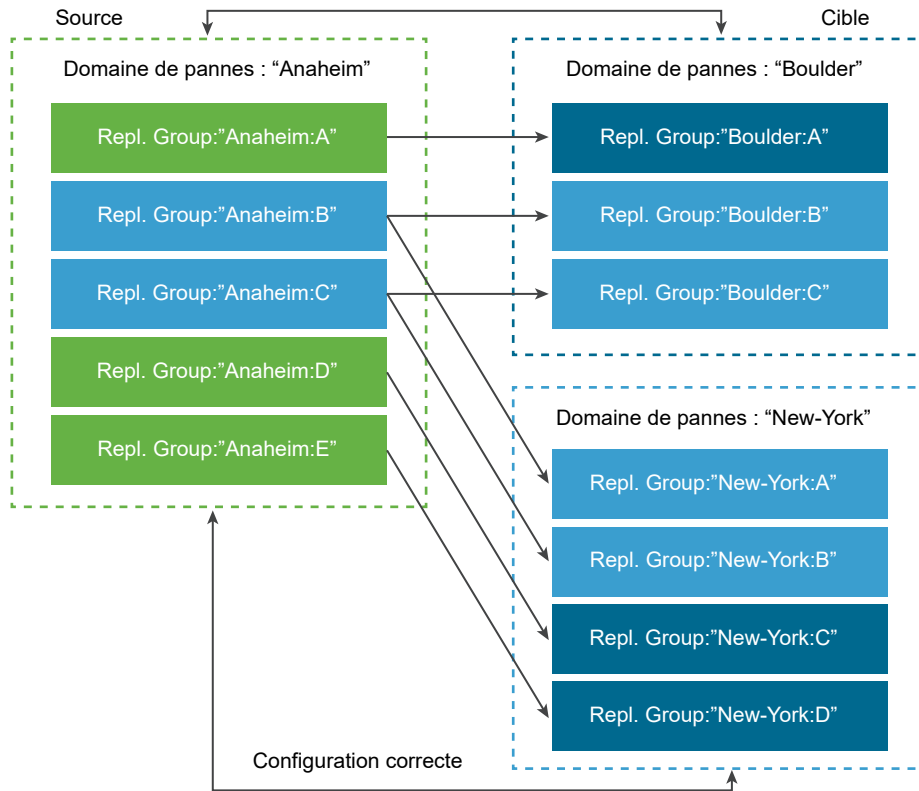 Source
Cible
Domaine de pannes : “Anaheim”
Repl. Group:”Anaheim:A”
Repl. Group:”Anaheim:B”
Repl. Group:”Anaheim:C”
Repl. Group:”Anaheim:D”
Repl. Group:”Anaheim:E”
Domaine de pannes : “Boulder”
Repl. Group:”Boulder:A”
Repl. Group:”Boulder:B”
Repl. Group:”Boulder:C”
Domaine de pannes : “New-York”
Repl. Group:”New-York:A”
Repl. Group:”New-York:B”
Repl. Group:”New-York:C”
Repl. Group:”New-York:D”
Configuration correcte